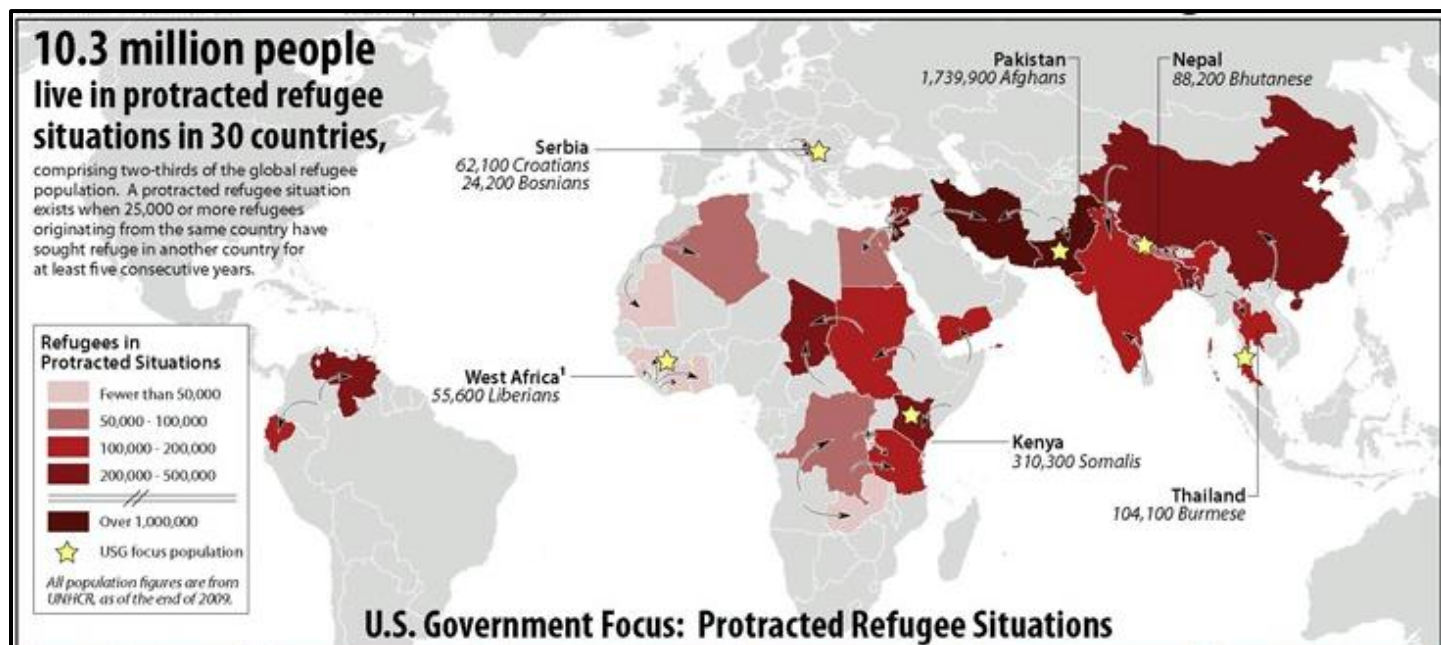 10.3 million people
live in protracted refugee
situations in 30 countries,
comprising two-thirds of the global refugee
population. A protracted refugee situation
exists when 25,000 or more refugees
originating from the same country have
sought refuge in another country for
at least five consecutive years.
Pakistan
1,739,900 Afghans
Nepal
88,200 Bhutanese
Serbia
62,100 Croatians
24,200 Bosnians
West Africa¹
55,600 Liberians
Kenya
310,300 Somalis
Thailand
104,100 Burmese
Refugees in
Protracted Situations
Fewer than 50,000
50,000 - 100,000
100,000 - 200,000
200,000 - 500,000
Over 1,000,000
USG focus population
All population figures are from
UNHCR, as of the end of 2009.
U.S. Government Focus: Protracted Refugee Situations